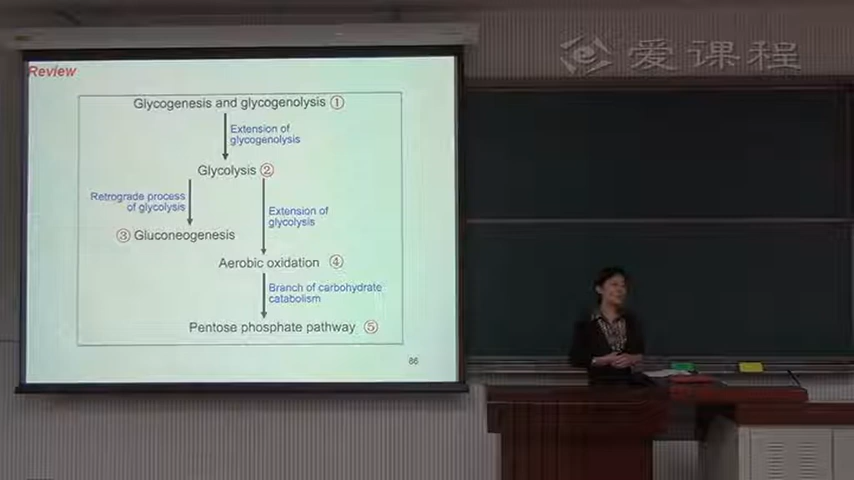 爱课程
Review
Glycogenesis and glycogenolysis ①
Extension of
glycogenolysis
Glycolysis ②
Retrograde process
of glycolysis
Extension of
glycolysis
③ Gluconeogenesis
Aerobic oxidation ④
Branch of carbohydrate
catabolism
Pentose phosphate pathway ⑤
86